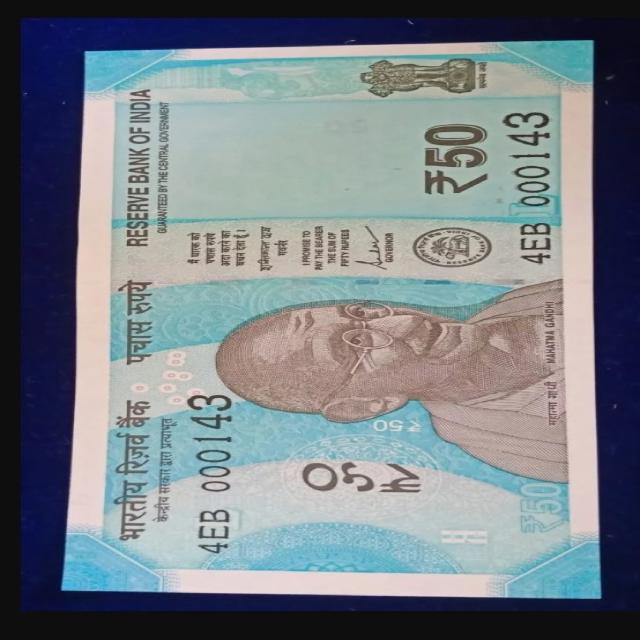 भारतीय रिज़र्व बैंक
पचास रुपये
RESERVE BANK OF INDIA
केन्द्रीय सरकार द्वारा प्रत्याभूत
GUARANTEED BY THE CENTRAL GOVERNMENT
4EB 000143
मैं धारक को
पचास रुपये
अदा करने का
वचन देता हूँ।
I PROMISE TO
PAY THE BEARER
THE SUM OF
FIFTY RUPEES
GOVERNOR
₹50
५०
₹50
महात्मा गांधी
MAHATMA GANDHI
₹50
4EB 000143
सत्यमेव जयते